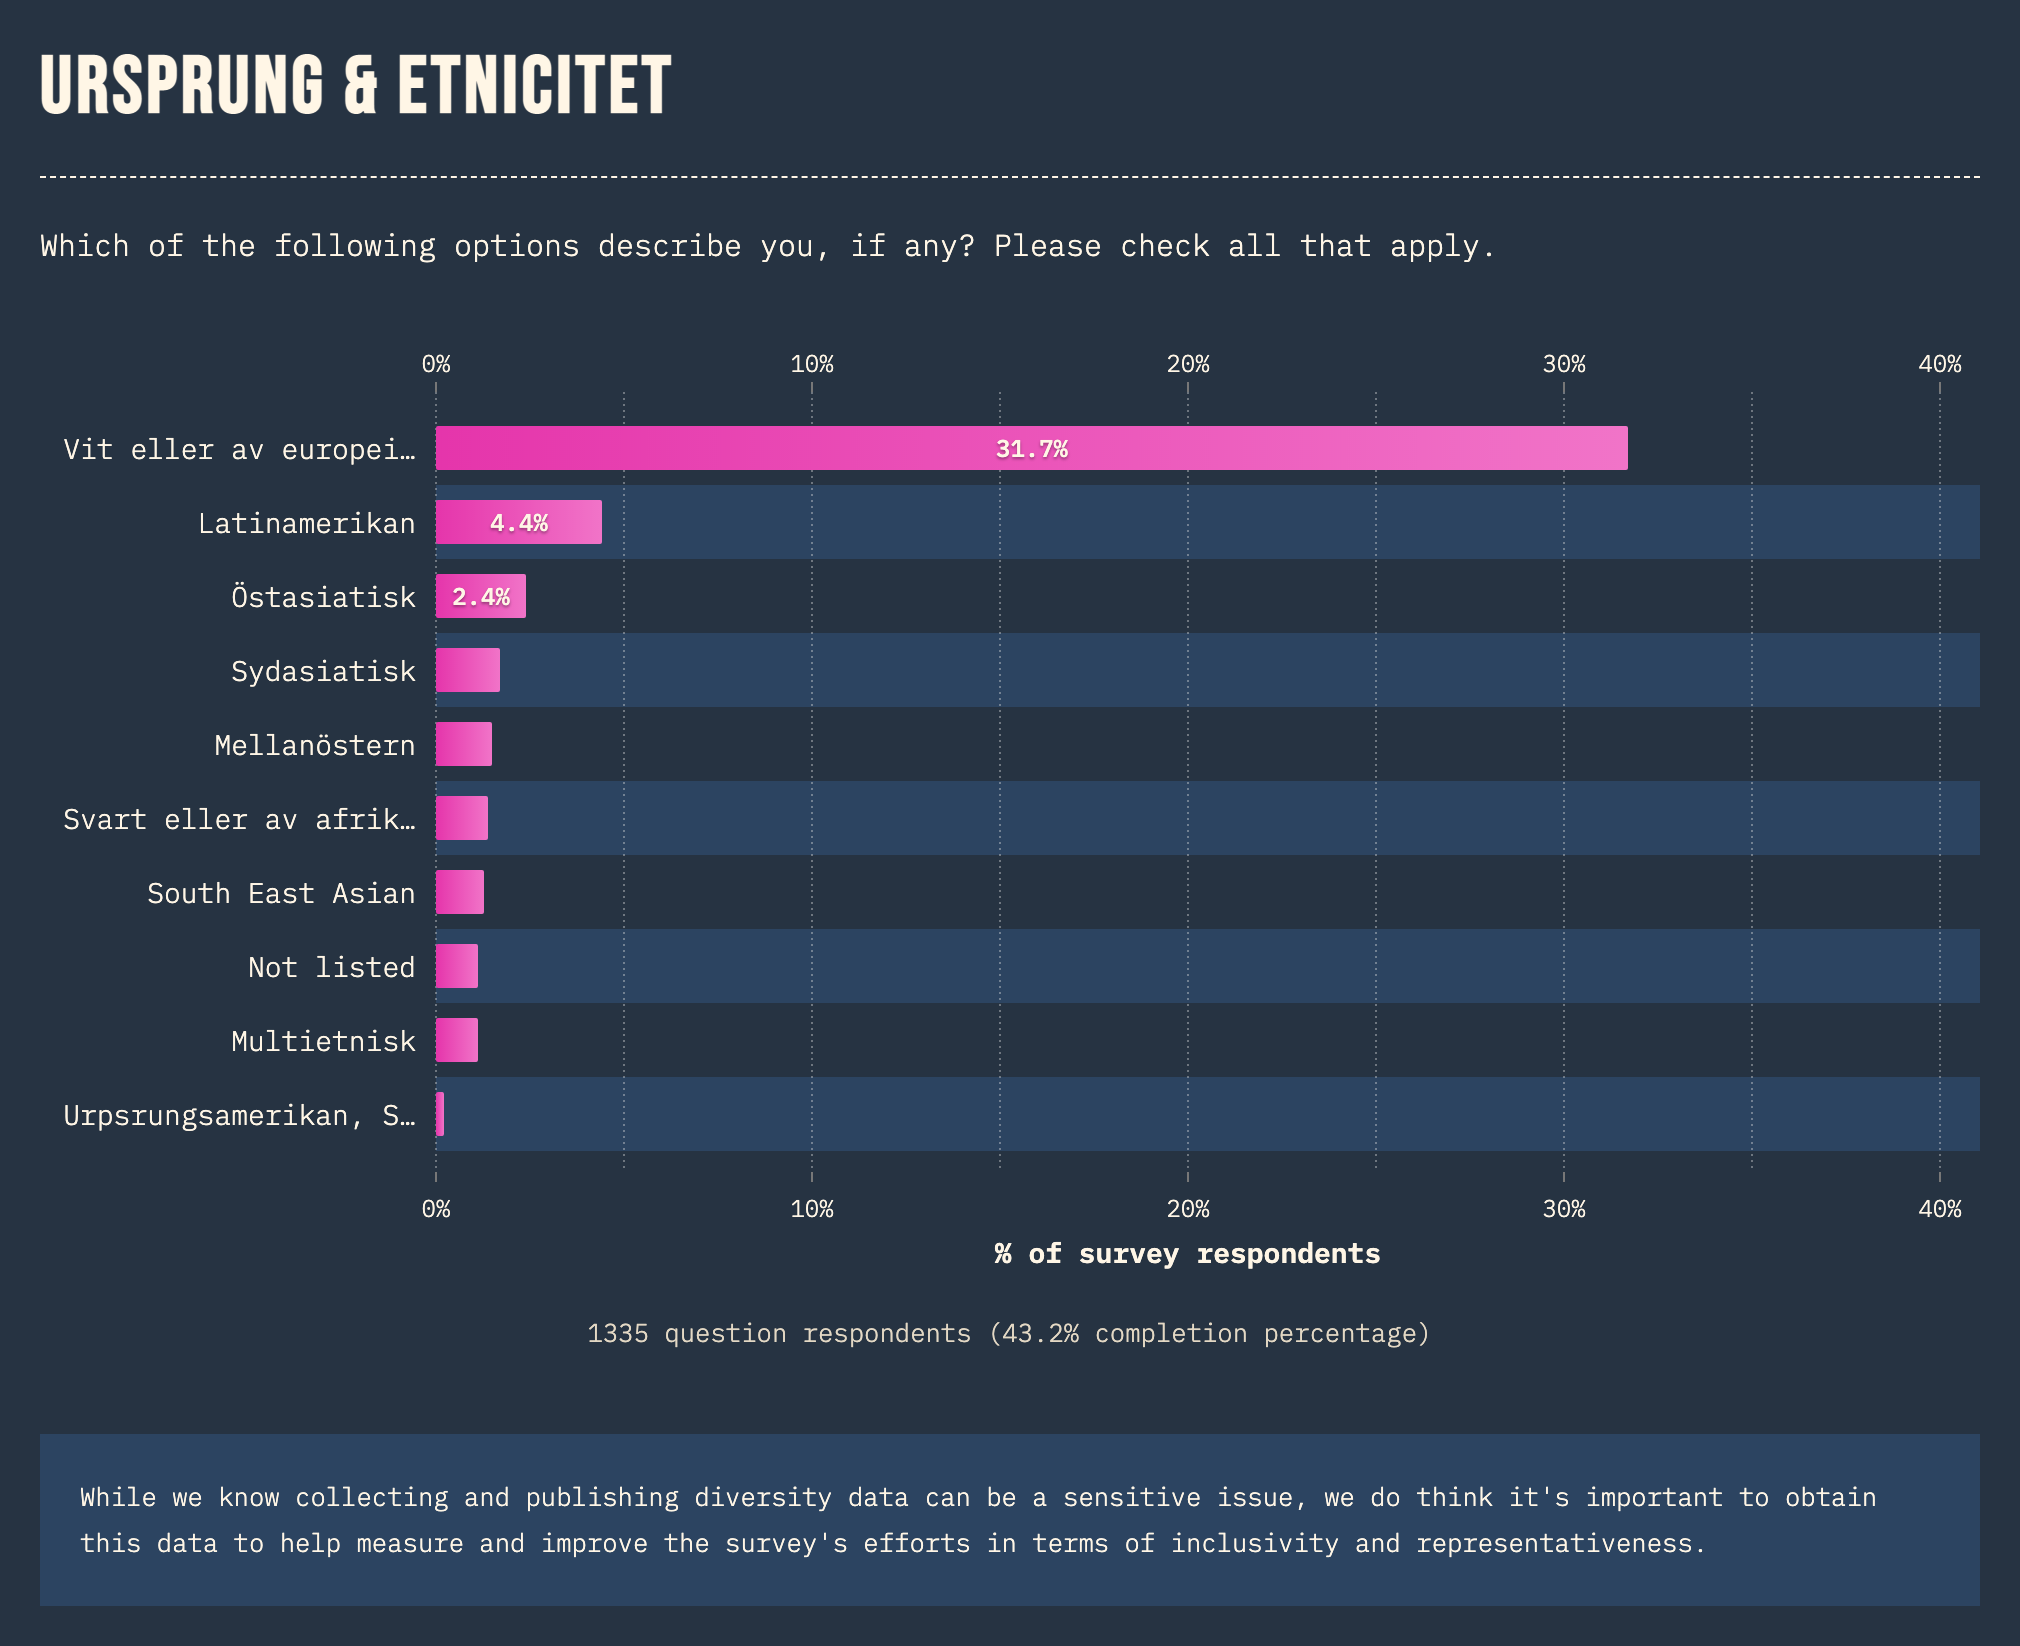 URSPRUNG & ETNICITET
Which of the following options describe you, if any? Please check all that apply.
0% 10% 20% 30% 40%
Vit eller av europei… 31.7%
Latinamerikan 4.4%
Östasiatisk 2.4%
Sydasiatisk
Mellanöstern
Svart eller av afrik…
South East Asian
Not listed
Multietnisk
Urpsrungsamerikan, S…
0% 10% 20% 30% 40%
% of survey respondents
1335 question respondents (43.2% completion percentage)
While we know collecting and publishing diversity data can be a sensitive issue, we do think it's important to obtain
this data to help measure and improve the survey's efforts in terms of inclusivity and representativeness.